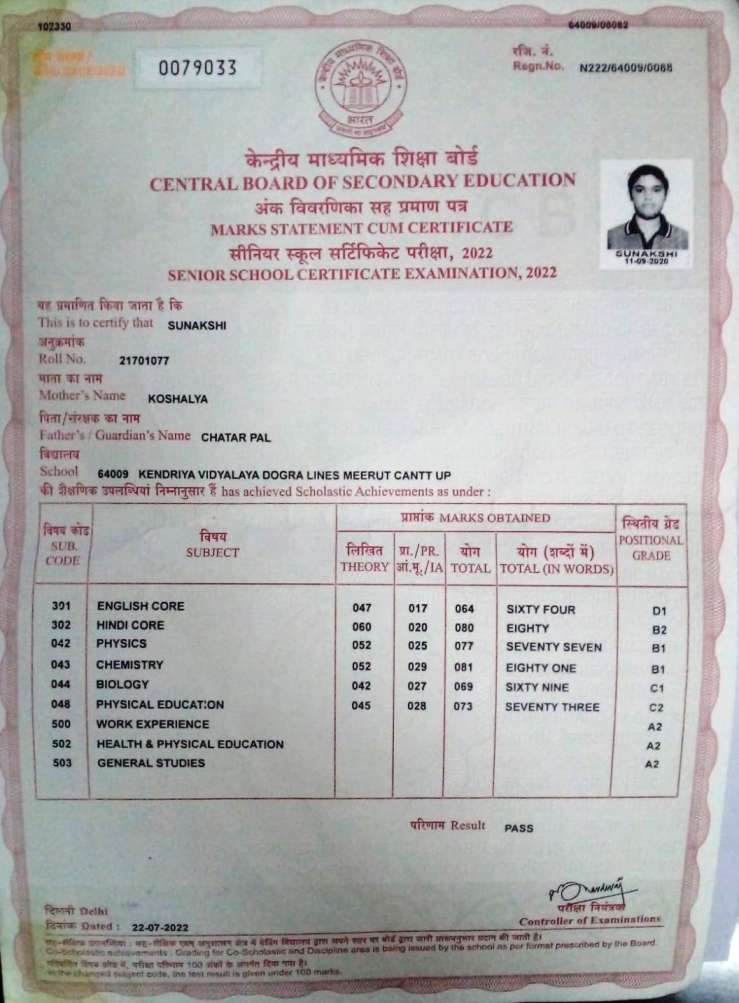 102330
64009/06082
0079033
रजि. नं.
Regn.No. N222/64009/0068
भारत
केन्द्रीय माध्यमिक शिक्षा बोर्ड
CENTRAL BOARD OF SECONDARY EDUCATION
अंक विवरणिका सह प्रमाण पत्र
MARKS STATEMENT CUM CERTIFICATE
सीनियर स्कूल सर्टिफिकेट परीक्षा, 2022
SENIOR SCHOOL CERTIFICATE EXAMINATION, 2022
SUNAKSHI
11-09-2020
यह प्रमाणित किया जाता है कि
This is to certify that SUNAKSHI
अनुक्रमांक
Roll No. 21701077
माता का नाम
Mother's Name KOSHALYA
पिता/संरक्षक का नाम
Father's / Guardian's Name CHATAR PAL
विद्यालय
School 64009 KENDRIYA VIDYALAYA DOGRA LINES MEERUT CANTT UP
की शैक्षणिक उपलब्धियां निम्नानुसार हैं has achieved Scholastic Achievements as under :
विषय कोड SUB. CODE
विषय SUBJECT
प्राप्तांक MARKS OBTAINED
स्थितीय ग्रेड POSITIONAL GRADE
लिखित THEORY प्रा./PR. आं.मू./IA योग TOTAL योग (शब्दों में) TOTAL (IN WORDS)
301 ENGLISH CORE 047 017 064 SIXTY FOUR D1
302 HINDI CORE 060 020 080 EIGHTY B2
042 PHYSICS 052 025 077 SEVENTY SEVEN B1
043 CHEMISTRY 052 029 081 EIGHTY ONE B1
044 BIOLOGY 042 027 069 SIXTY NINE C1
048 PHYSICAL EDUCATION 045 028 073 SEVENTY THREE C2
500 WORK EXPERIENCE A2
502 HEALTH & PHYSICAL EDUCATION A2
503 GENERAL STUDIES A2
परिणाम Result PASS
दिल्ली Delhi
दिनांक Dated : 22-07-2022
परीक्षा नियंत्रक
Controller of Examinations
Co-Scholastic achievements : Grading for Co-Scholastic and Discipline area is being issued by the school as per format prescribed by the Board.
In the changed subject code, the test result is given under 100 marks.